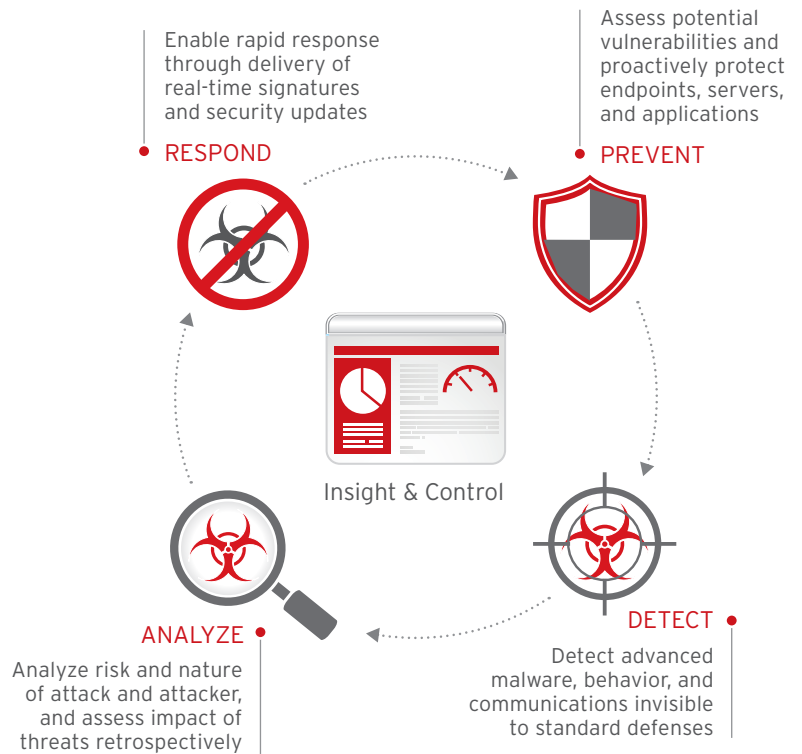 Enable rapid response
through delivery of
real-time signatures
and security updates
RESPOND
Assess potential
vulnerabilities and
proactively protect
endpoints, servers,
and applications
PREVENT
Insight & Control
ANALYZE
Analyze risk and nature
of attack and attacker,
and assess impact of
threats retrospectively
DETECT
Detect advanced
malware, behavior, and
communications invisible
to standard defenses